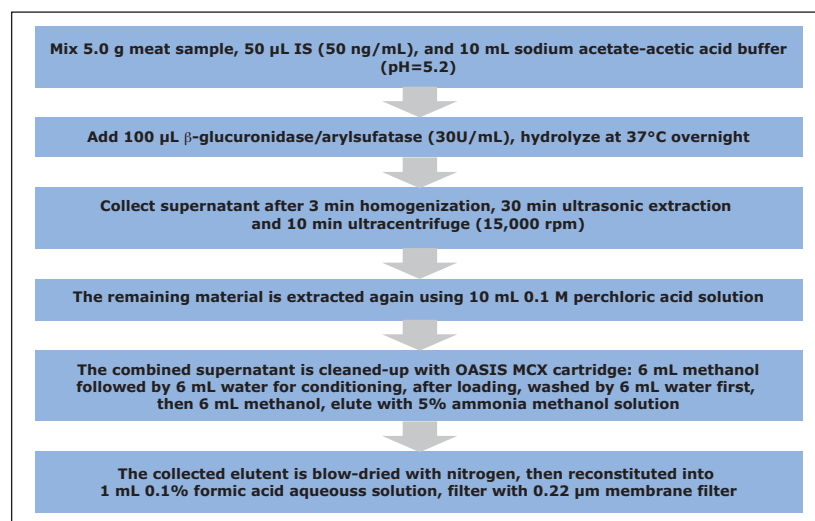 Mix 5.0 g meat sample, 50 µL IS (50 ng/mL), and 10 mL sodium acetate-acetic acid buffer
(pH=5.2)
Add 100 µL β-glucuronidase/arylsufatase (30U/mL), hydrolyze at 37°C overnight
Collect supernatant after 3 min homogenization, 30 min ultrasonic extraction
and 10 min ultracentrifuge (15,000 rpm)
The remaining material is extracted again using 10 mL 0.1 M perchloric acid solution
The combined supernatant is cleaned-up with OASIS MCX cartridge: 6 mL methanol
followed by 6 mL water for conditioning, after loading, washed by 6 mL water first,
then 6 mL methanol, elute with 5% ammonia methanol solution
The collected elutent is blow-dried with nitrogen, then reconstituted into
1 mL 0.1% formic acid aqueouss solution, filter with 0.22 µm membrane filter